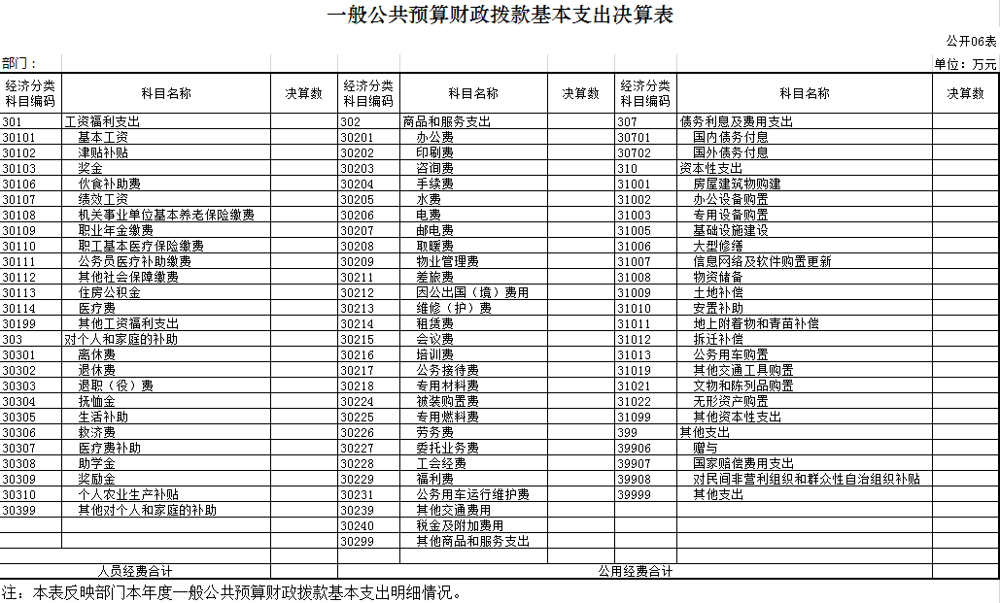 一般公共预算财政拨款基本支出决算表
公开06表
部门： 单位：万元
经济分类科目编码 科目名称 决算数 经济分类科目编码 科目名称 决算数 经济分类科目编码 科目名称 决算数
301 工资福利支出 302 商品和服务支出 307 债务利息及费用支出
30101 基本工资 30201 办公费 30701 国内债务付息
30102 津贴补贴 30202 印刷费 30702 国外债务付息
30103 奖金 30203 咨询费 310 资本性支出
30106 伙食补助费 30204 手续费 31001 房屋建筑物购建
30107 绩效工资 30205 水费 31002 办公设备购置
30108 机关事业单位基本养老保险缴费 30206 电费 31003 专用设备购置
30109 职业年金缴费 30207 邮电费 31005 基础设施建设
30110 职工基本医疗保险缴费 30208 取暖费 31006 大型修缮
30111 公务员医疗补助缴费 30209 物业管理费 31007 信息网络及软件购置更新
30112 其他社会保障缴费 30211 差旅费 31008 物资储备
30113 住房公积金 30212 因公出国（境）费用 31009 土地补偿
30114 医疗费 30213 维修（护）费 31010 安置补助
30199 其他工资福利支出 30214 租赁费 31011 地上附着物和青苗补偿
303 对个人和家庭的补助 30215 会议费 31012 拆迁补偿
30301 离休费 30216 培训费 31013 公务用车购置
30302 退休费 30217 公务接待费 31019 其他交通工具购置
30303 退职（役）费 30218 专用材料费 31021 文物和陈列品购置
30304 抚恤金 30224 被装购置费 31022 无形资产购置
30305 生活补助 30225 专用燃料费 31099 其他资本性支出
30306 救济费 30226 劳务费 399 其他支出
30307 医疗费补助 30227 委托业务费 39906 赠与
30308 助学金 30228 工会经费 39907 国家赔偿费用支出
30309 奖励金 30229 福利费 39908 对民间非营利组织和群众性自治组织补贴
30310 个人农业生产补贴 30231 公务用车运行维护费 39999 其他支出
30399 其他对个人和家庭的补助 30239 其他交通费用
30240 税金及附加费用
30299 其他商品和服务支出
人员经费合计 公用经费合计
注：本表反映部门本年度一般公共预算财政拨款基本支出明细情况。